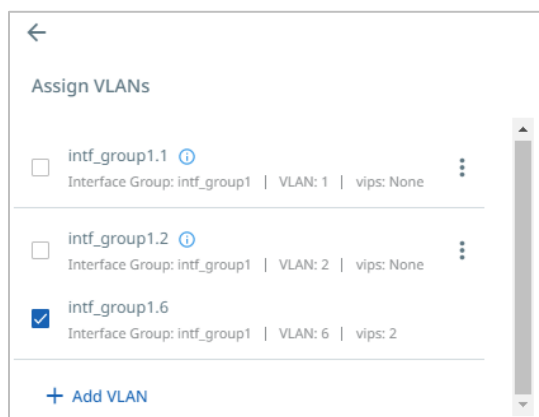 Assign VLANs
intf_group1.1
Interface Group: intf_group1 | VLAN: 1 | vips: None
intf_group1.2
Interface Group: intf_group1 | VLAN: 2 | vips: None
intf_group1.6
Interface Group: intf_group1 | VLAN: 6 | vips: 2
+ Add VLAN